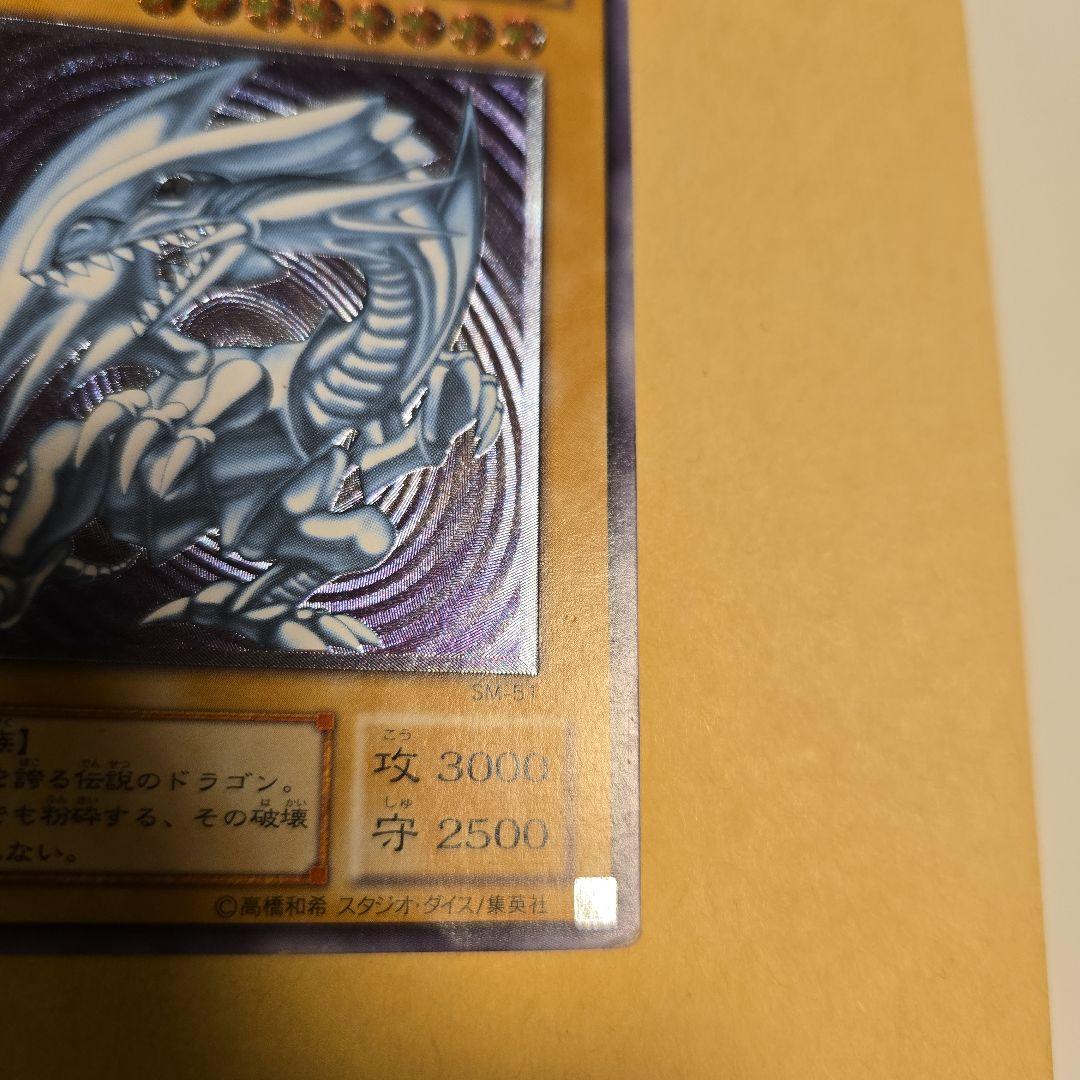 SM-51
族】
を誇る伝説のドラゴン。
でも粉砕する、その破壊
ない。
攻 3000
守 2500
©高橋和希 スタジオ・ダイス/集英社